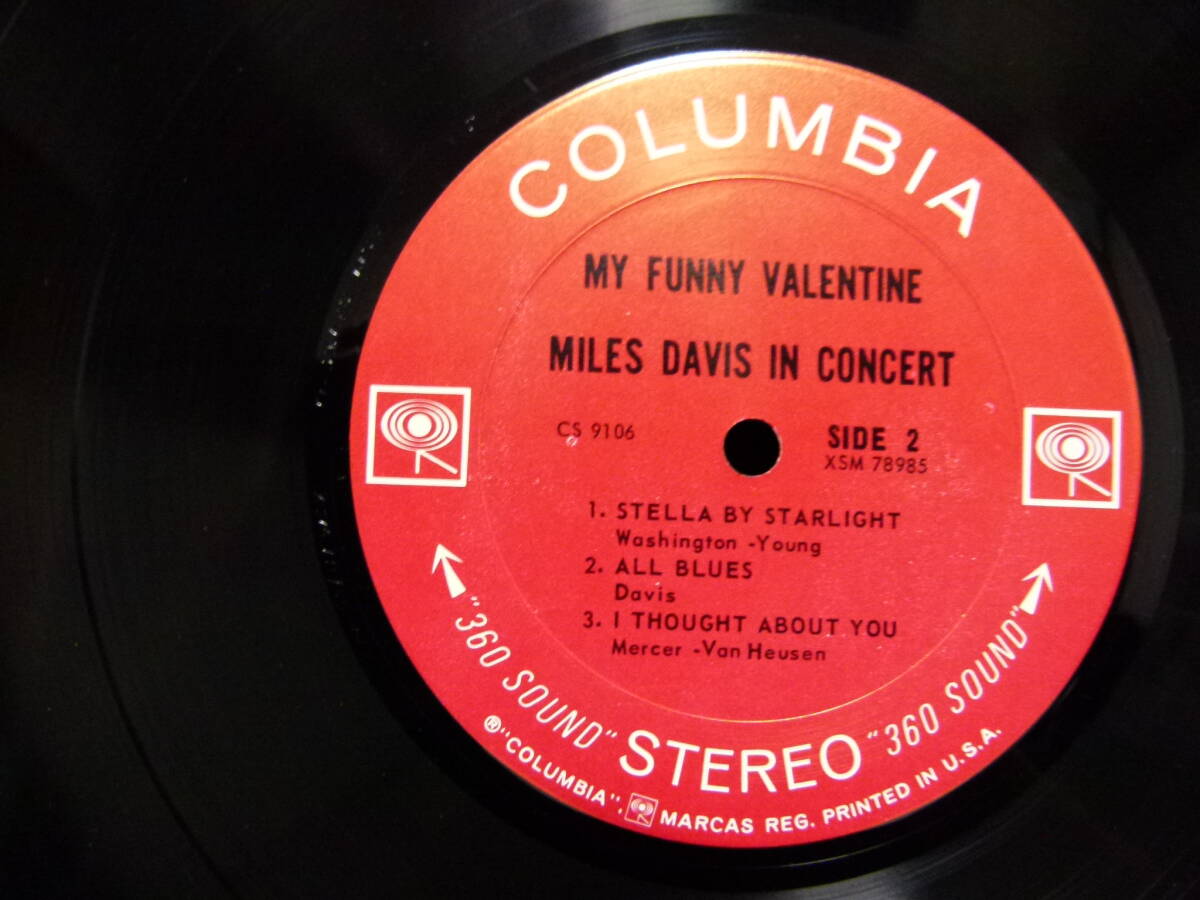 COLUMBIA
MY FUNNY VALENTINE
MILES DAVIS IN CONCERT
CS 9106
SIDE 2
XSM 78985
1. STELLA BY STARLIGHT
Washington -Young
2. ALL BLUES
Davis
3. I THOUGHT ABOUT YOU
Mercer -Van Heusen
"360 SOUND" STEREO "360 SOUND"
® "COLUMBIA", MARCAS REG. PRINTED IN U.S.A.